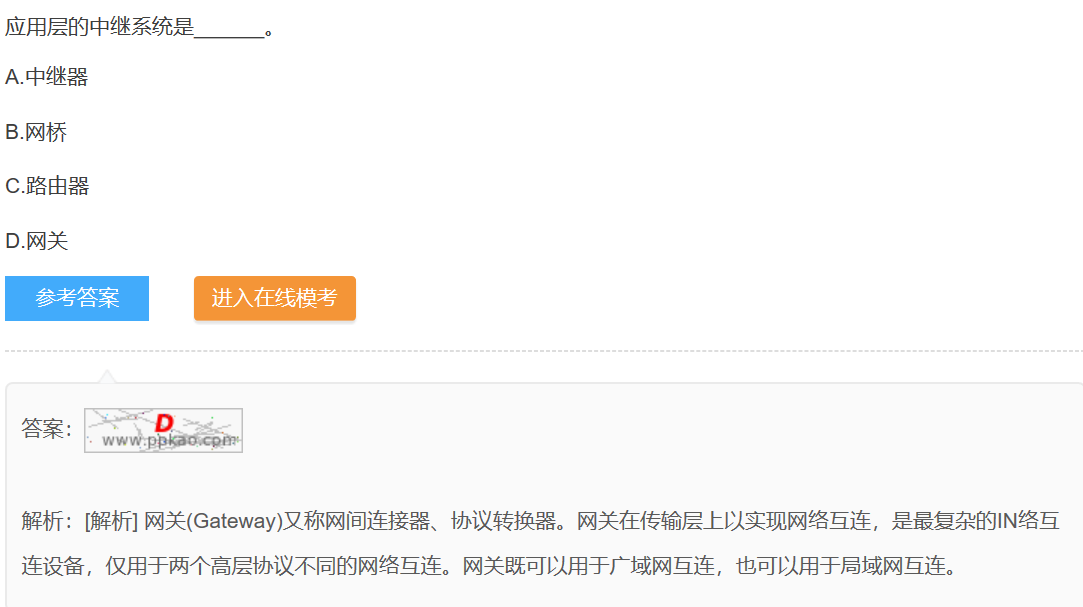 应用层的中继系统是______。
A.中继器
B.网桥
C.路由器
D.网关
参考答案
进入在线模考
答案：
D
www.ppkao.com
解析：[解析] 网关(Gateway)又称网间连接器、协议转换器。网关在传输层上以实现网络互连，是最复杂的IN络互
连设备，仅用于两个高层协议不同的网络互连。网关既可以用于广域网互连，也可以用于局域网互连。